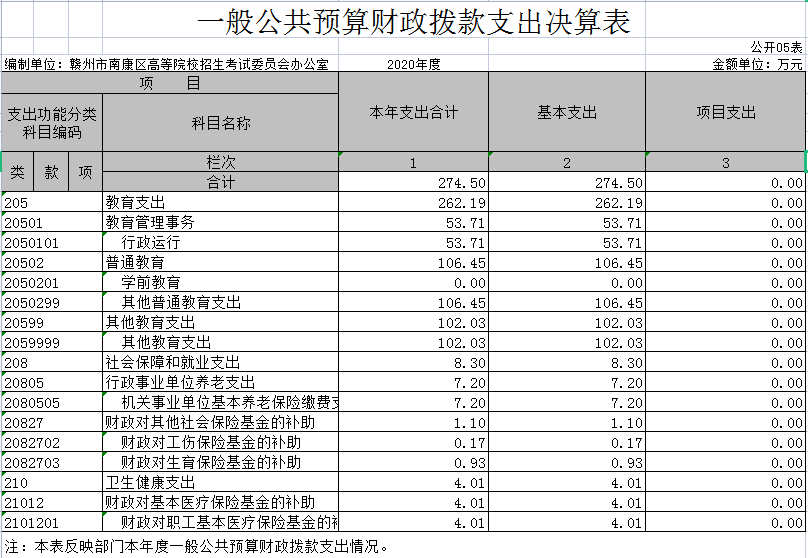 一般公共预算财政拨款支出决算表
公开05表
编制单位：赣州市南康区高等院校招生考试委员会办公室 2020年度 金额单位：万元
项 目 本年支出合计 基本支出 项目支出
支出功能分类科目编码 科目名称
类 款 项 栏次 1 2 3
合计 274.50 274.50 0.00
205 教育支出 262.19 262.19 0.00
20501 教育管理事务 53.71 53.71 0.00
2050101 行政运行 53.71 53.71 0.00
20502 普通教育 106.45 106.45 0.00
2050201 学前教育 0.00 0.00 0.00
2050299 其他普通教育支出 106.45 106.45 0.00
20599 其他教育支出 102.03 102.03 0.00
2059999 其他教育支出 102.03 102.03 0.00
208 社会保障和就业支出 8.30 8.30 0.00
20805 行政事业单位养老支出 7.20 7.20 0.00
2080505 机关事业单位基本养老保险缴费 7.20 7.20 0.00
20827 财政对其他社会保险基金的补助 1.10 1.10 0.00
2082702 财政对工伤保险基金的补助 0.17 0.17 0.00
2082703 财政对生育保险基金的补助 0.93 0.93 0.00
210 卫生健康支出 4.01 4.01 0.00
21012 财政对基本医疗保险基金的补助 4.01 4.01 0.00
2101201 财政对职工基本医疗保险基金的 4.01 4.01 0.00
注：本表反映部门本年度一般公共预算财政拨款支出情况。